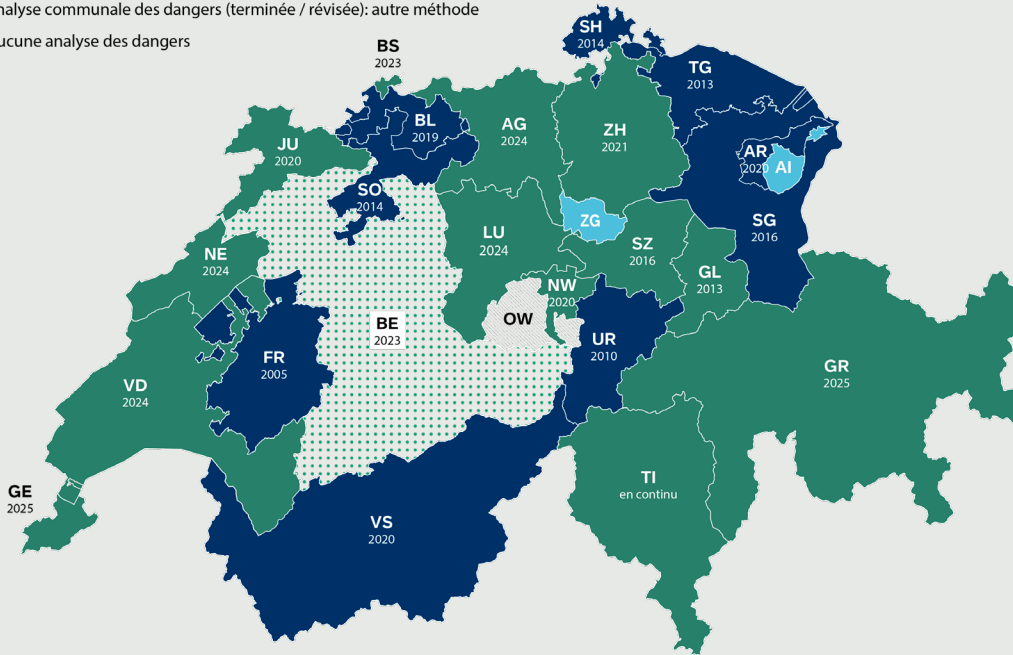 nalyse communale des dangers (terminée / révisée): autre méthode
ucune analyse des dangers
SH
2014
BS
2023
TG
2013
BL
2019
AG
2024
ZH
2021
JU
2020
AR
2020
AI
SO
2014
ZG
SG
2016
LU
2024
SZ
2016
NE
2024
GL
2013
NW
2020
OW
BE
2023
UR
2010
FR
2005
GR
2025
VD
2024
TI
en continu
GE
2025
VS
2020